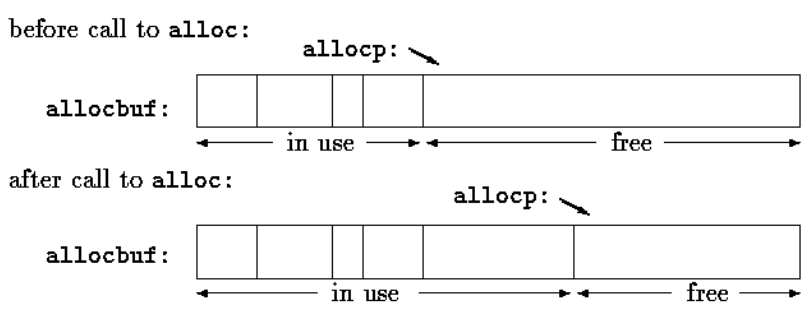 before call to alloc:
allocp:
allocbuf:
in use
free
after call to alloc:
allocp:
allocbuf:
in use
free